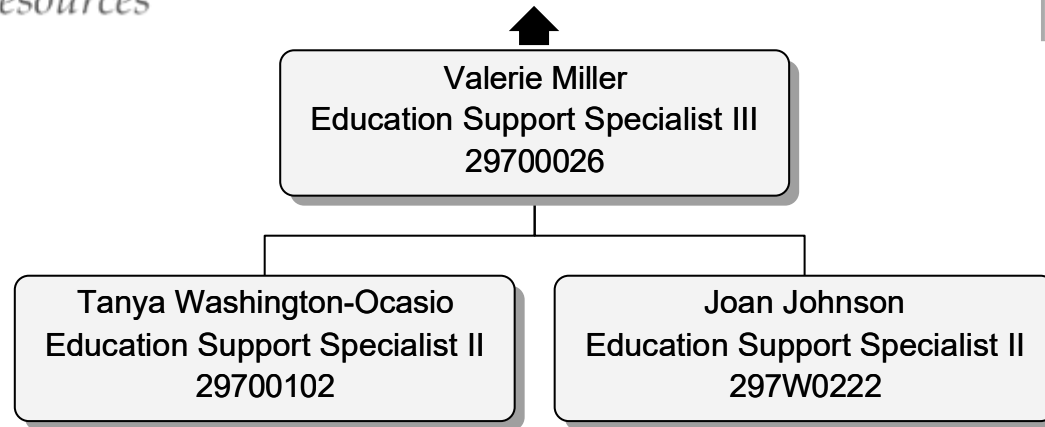 Valerie Miller
Education Support Specialist III
29700026
Tanya Washington-Ocasio
Education Support Specialist II
29700102
Joan Johnson
Education Support Specialist II
297W0222